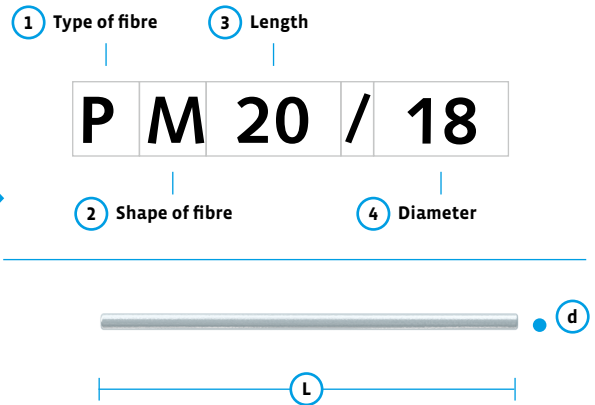 1 Type of fibre 3 Length
P M 20 / 18
2 Shape of fibre 4 Diameter
d
L